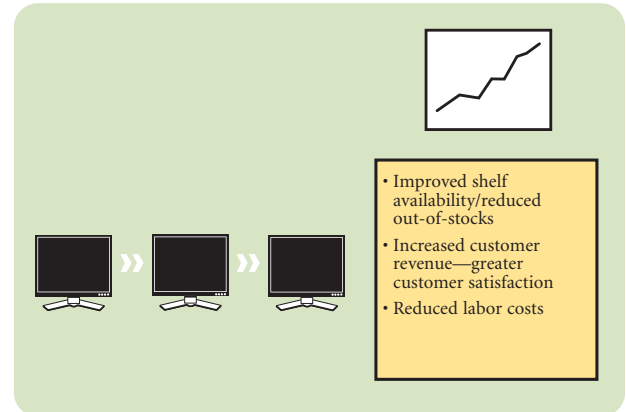 • Improved shelf
availability/reduced
out-of-stocks
• Increased customer
revenue—greater
customer satisfaction
• Reduced labor costs